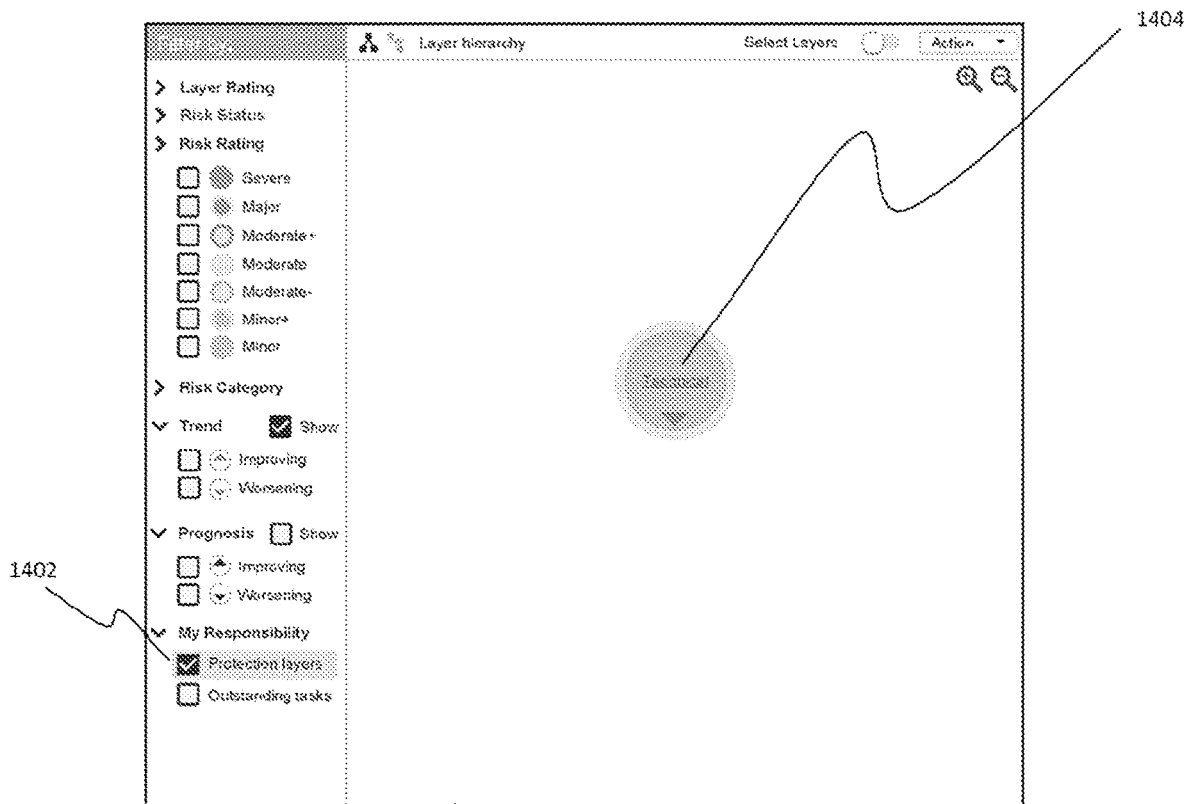 1404
Layer hierarchy Select Layers Action
Layer Rating
Risk Status
Risk Rating
Severe
Major
Moderate+
Moderate
Moderate-
Minor+
Minor
Risk Category
Trend Show
Improving
Worsening
Prognosis Show
Improving
Worsening
1402
My Responsibility
Protection layers
Outstanding tasks